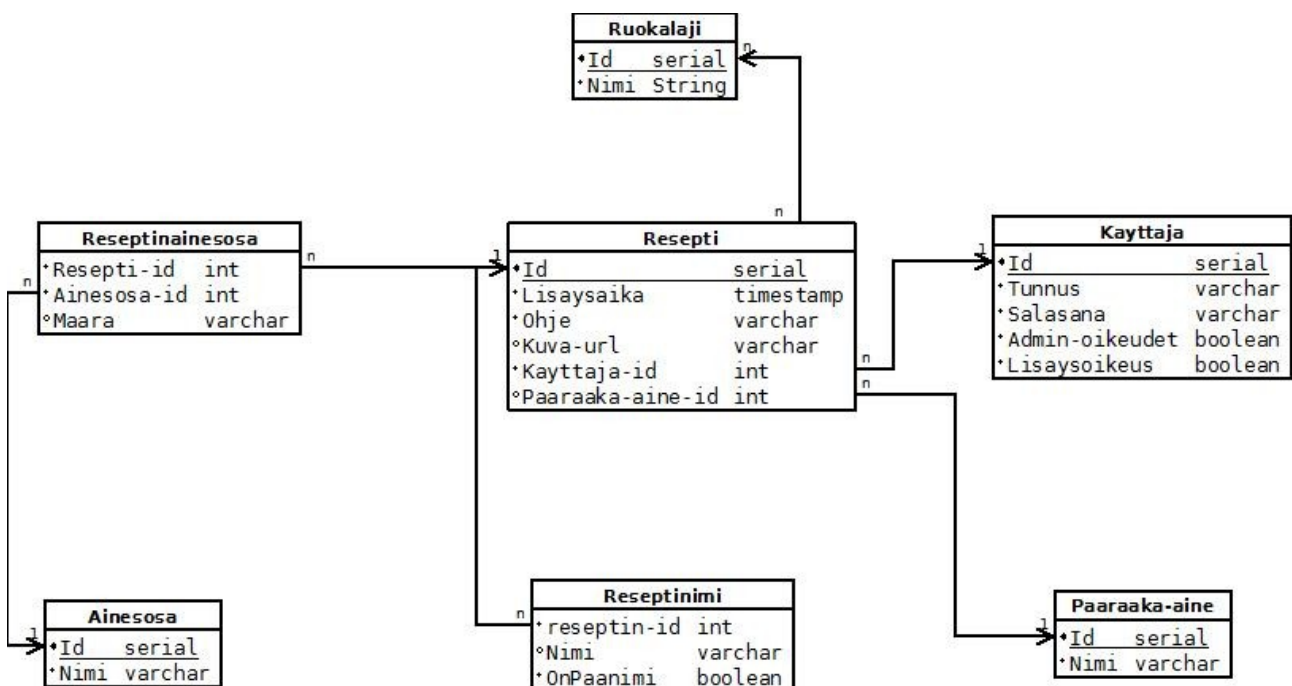 Ruokalaji
Id serial
Nimi String
n
n
Reseptinainesosa
Resepti-id int
Ainesosa-id int
Maara varchar
n
n
1
Resepti
Id serial
Lisaysaika timestamp
Ohje varchar
Kuva-url varchar
Kayttaja-id int
Paaraaka-aine-id int
n
n
1
Kayttaja
Id serial
Tunnus varchar
Salasana varchar
Admin-oikeudet boolean
Lisaysoikeus boolean
1
Ainesosa
Id serial
Nimi varchar
n
Reseptinimi
reseptin-id int
Nimi varchar
OnPaanimi boolean
1
Paaraaka-aine
Id serial
Nimi varchar